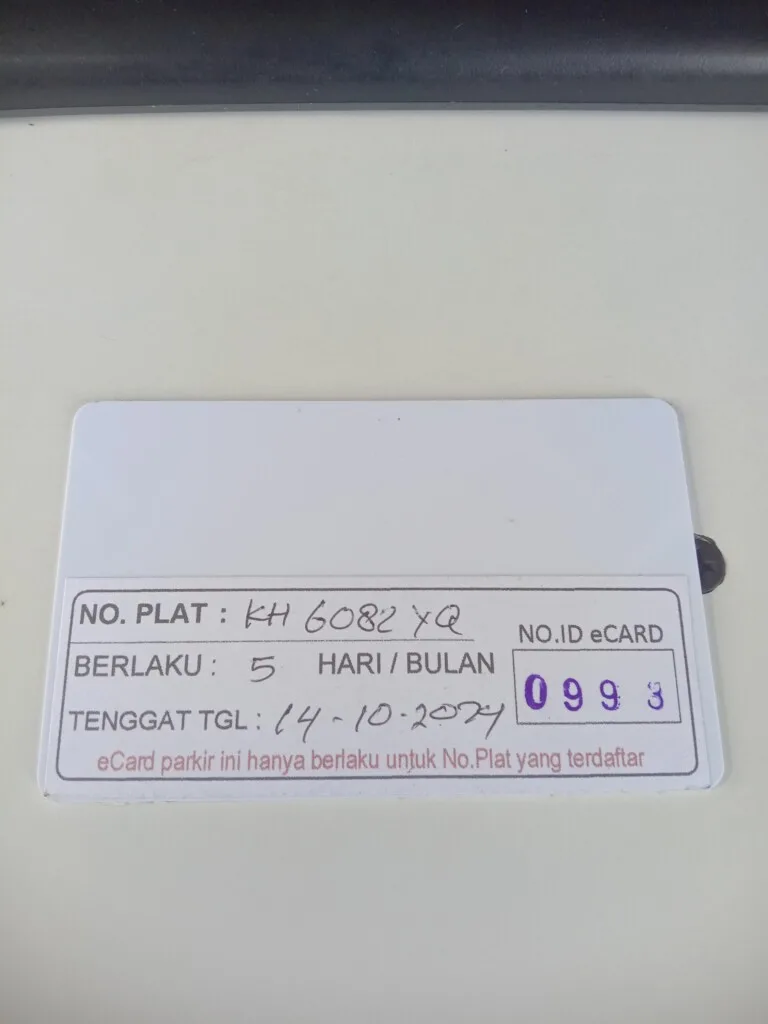 NO. PLAT : KH 6082 YQ
NO.ID eCARD
BERLAKU : 5 HARI / BULAN
0993
TENGGAT TGL : 14-10-2024
eCard parkir ini hanya berlaku untuk No.Plat yang terdaftar